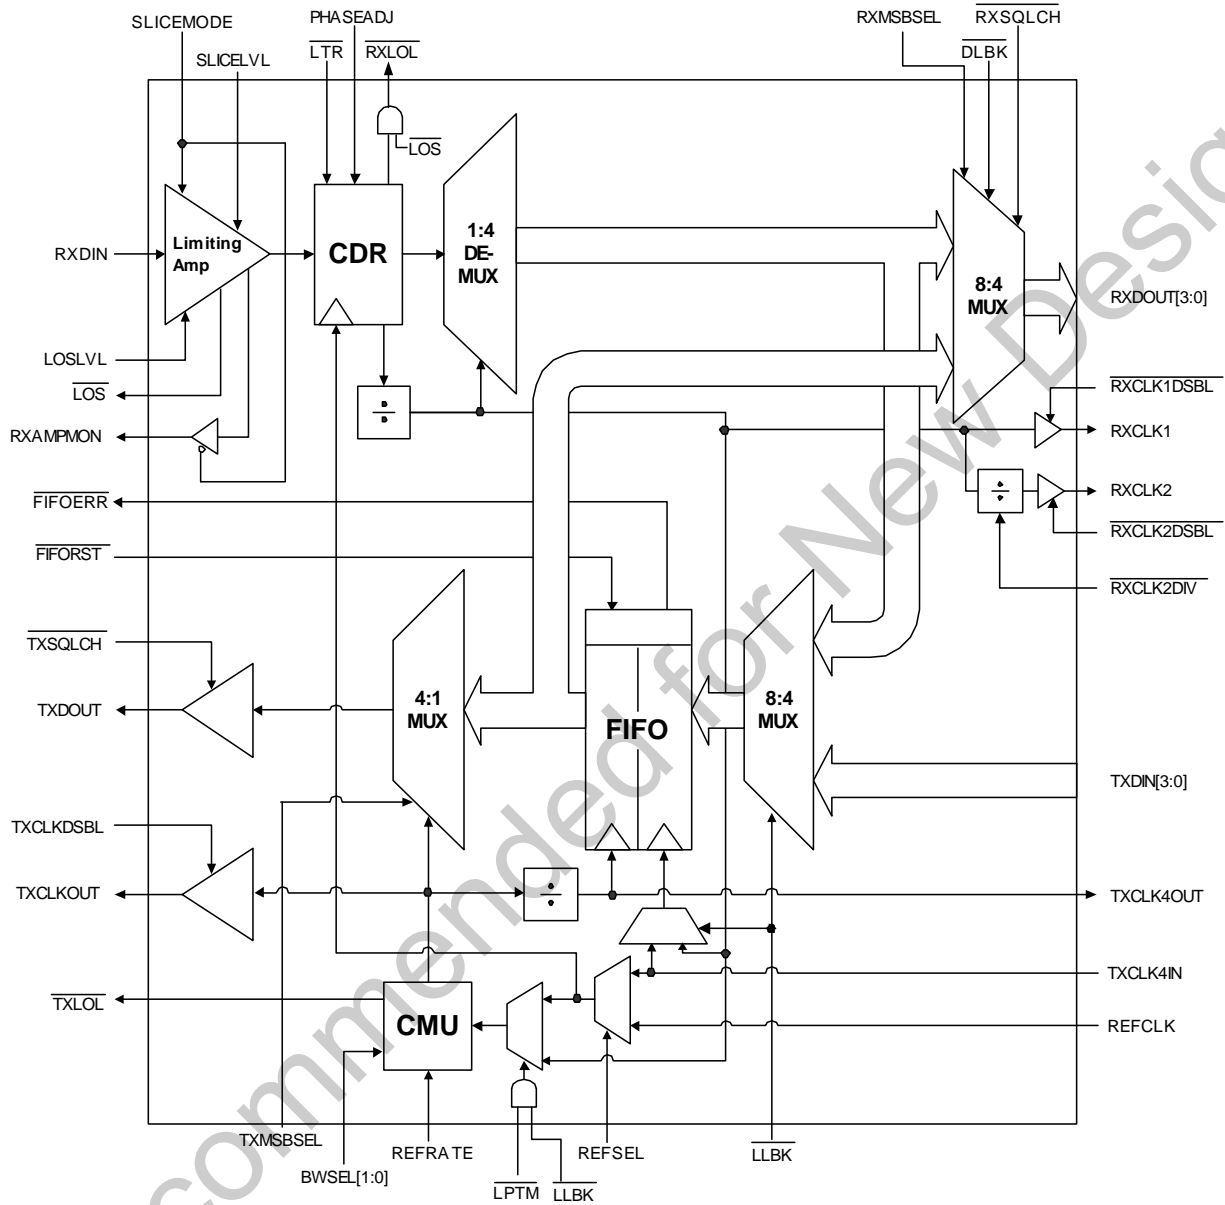 SLICEMODE
PHASEADJ
RXMSBSEL
RXSQLCH
SLICELVL
LTR
RXLOL
DLBK
LOS
Limiting
Amp
RXDIN
CDR
1:4
DE-
MUX
8:4
MUX
RXDOUT[3:0]
LOSLVL
LOS
RXAMPMON
÷
RXCLK1DSBL
RXCLK1
FIFOERR
÷
RXCLK2
RXCLK2DSBL
FIFORST
RXCLK2DIV
TXSQLCH
TXDOUT
4:1
MUX
FIFO
8:4
MUX
TXDIN[3:0]
TXCLKDSBL
TXCLKOUT
÷
TXCLK4OUT
TXCLK4IN
TXLOL
CMU
REFCLK
TXMSBSEL
BWSEL[1:0]
REFRATE
LPTM
LLBK
REFSEL
LLBK
commended for New Desig